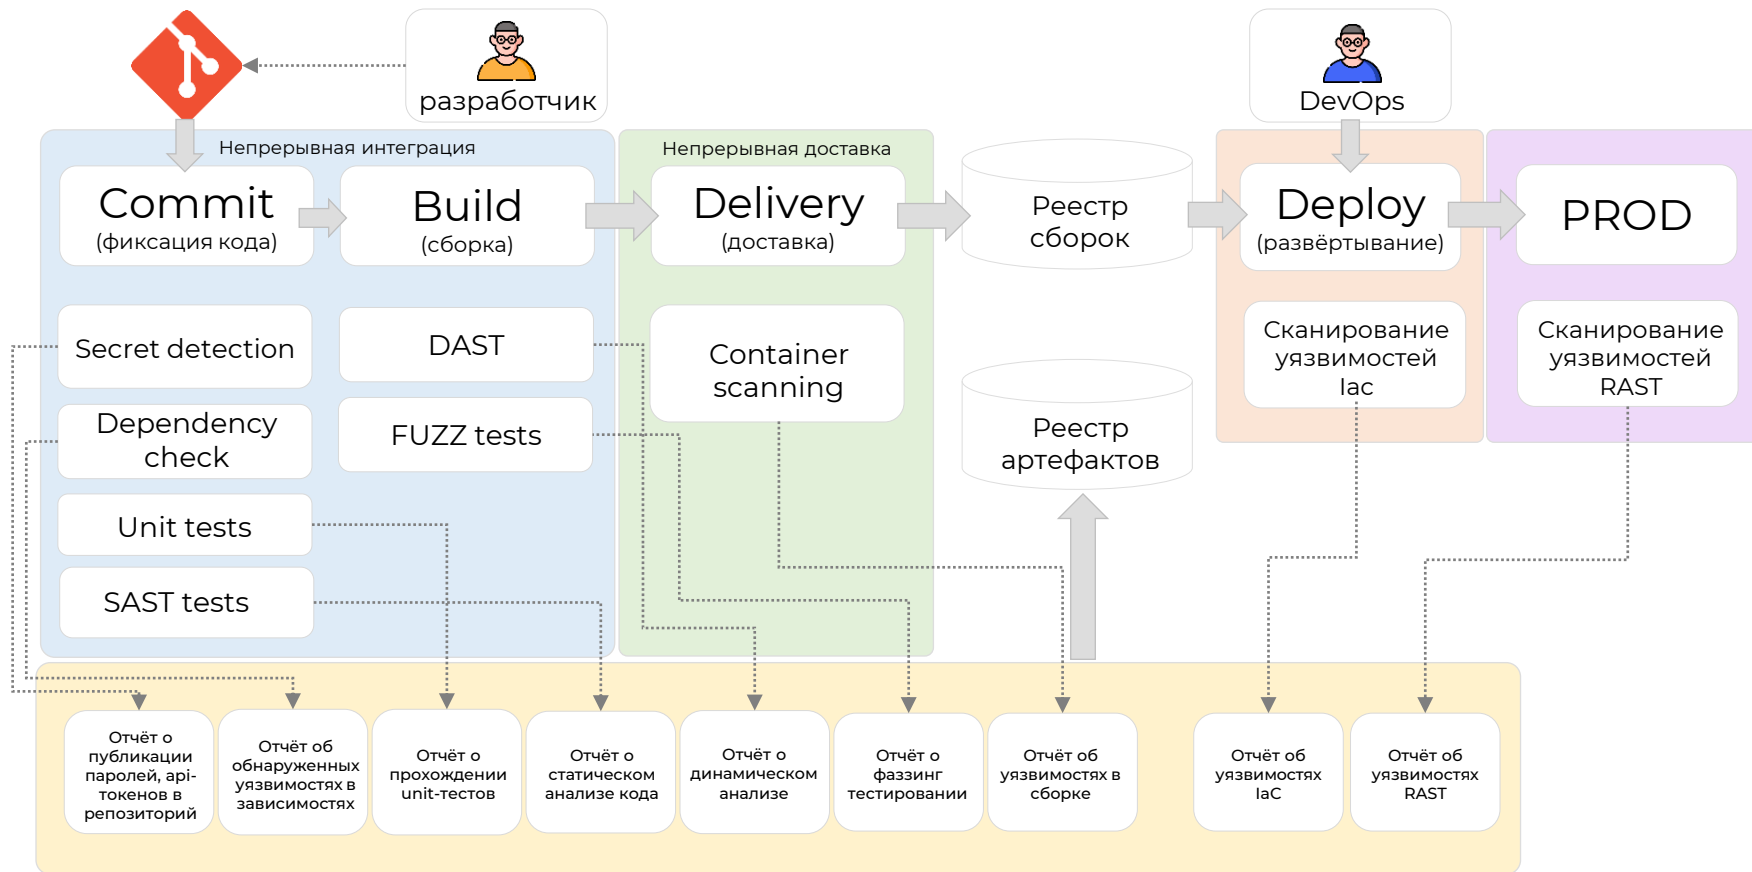 разработчик
DevOps
Непрерывная интеграция
Непрерывная доставка
Commit
(фиксация кода)
Build
(сборка)
Delivery
(доставка)
Реестр
сборок
Deploy
(развёртывание)
PROD
Secret detection
Dependency
check
Unit tests
SAST tests
DAST
FUZZ tests
Container
scanning
Реестр
артефактов
Сканирование
уязвимостей
Iac
Сканирование
уязвимостей
RAST
Отчёт о
публикации
паролей, api-
токенов в
репозиторий
Отчёт об
обнаруженных
уязвимостях в
зависимостях
Отчёт о
прохождении
unit-тестов
Отчёт о
статическом
анализе кода
Отчёт о
динамическом
анализе
Отчёт о
фаззинг
тестировании
Отчёт об
уязвимостях в
сборке
Отчёт об
уязвимостях
IaC
Отчёт об
уязвимостях
RAST